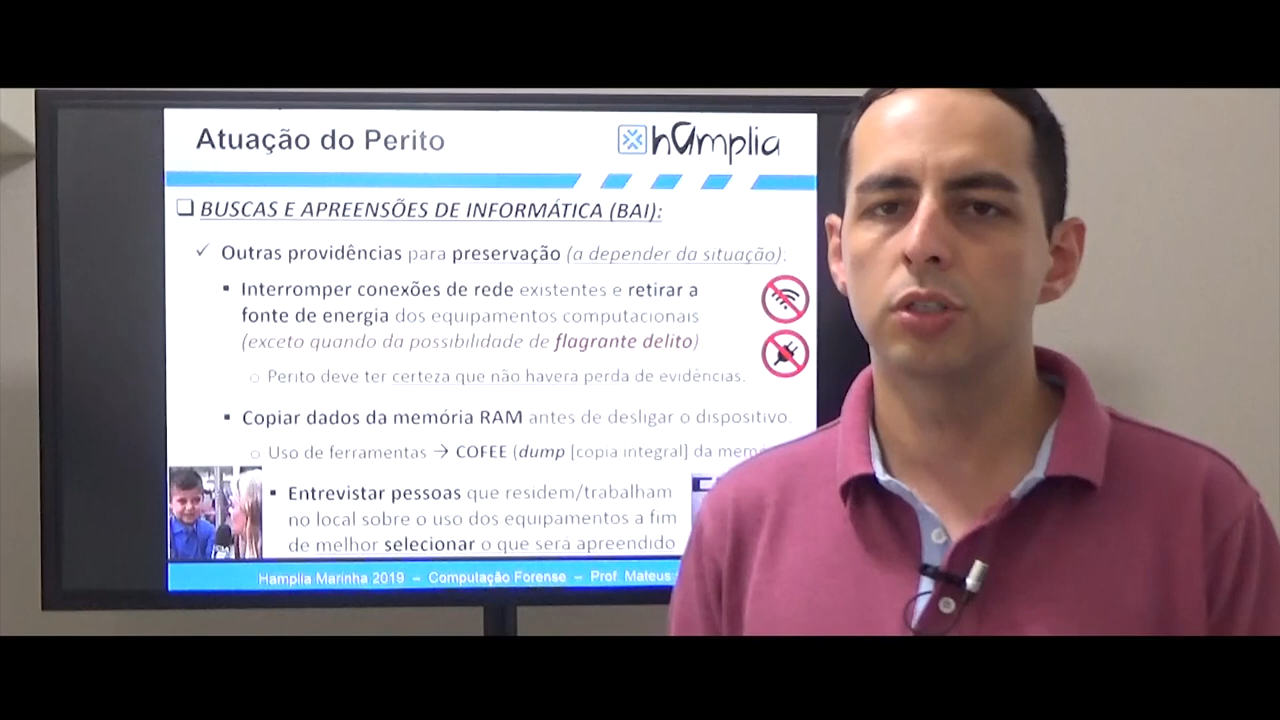 Atuação do Perito
hamplia
BUSCAS E APREENSÕES DE INFORMÁTICA (BAI):
Outras providências para preservação (a depender da situação):
Interromper conexões de rede existentes e retirar a
fonte de energia dos equipamentos computacionais
(exceto quando da possibilidade de flagrante delito)
Perito deve ter certeza que não havera perda de evidências.
Copiar dados da memória RAM antes de desligar o dispositivo.
Uso de ferramentas → COFEE (dump [copia integral] da mem
Entrevistar pessoas que residem/trabalham
no local sobre o uso dos equipamentos a fim
de melhor selecionar o que sera apreendido
Hamplia Marinha 2019 – Computação Forense – Prof. Mateus